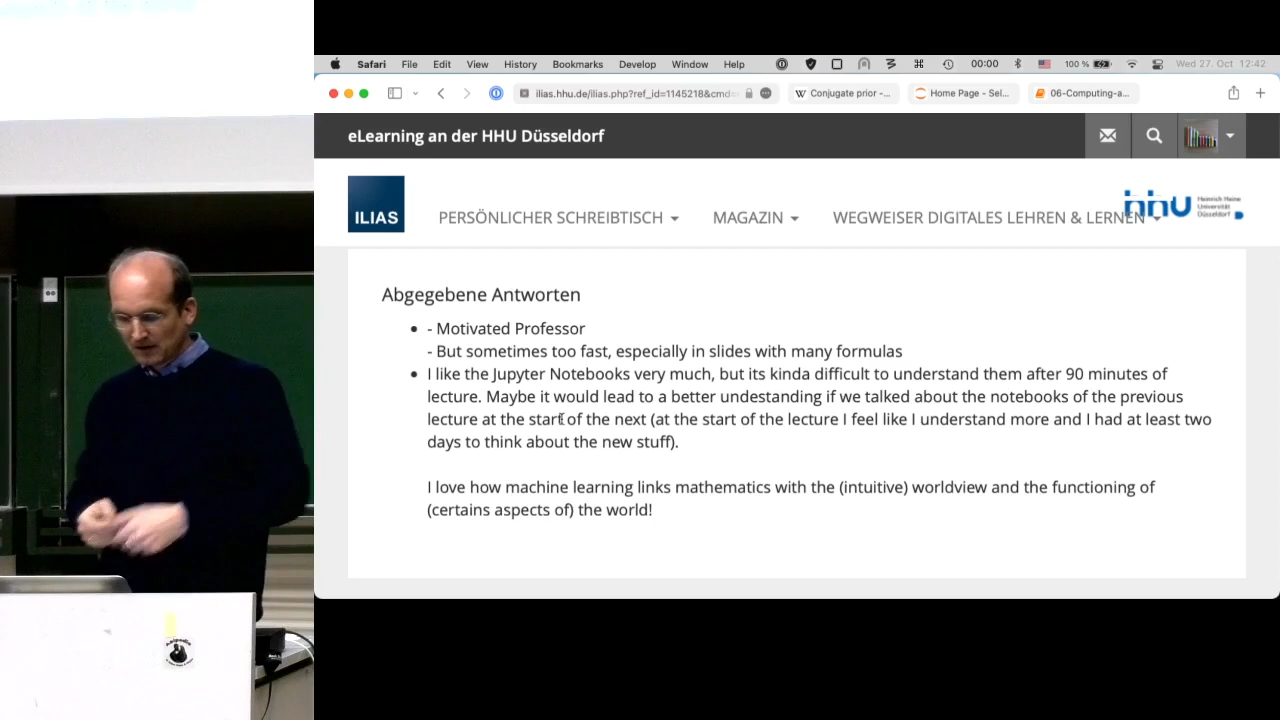 Safari File Edit View History Bookmarks Develop Window Help 00:00 100 % Wed 27. Oct 12:42
ilias.hhu.de/ilias.php?ref_id=1145218&cmd= Conjugate prior -... Home Page - Sel... 06-Computing-a...
eLearning an der HHU Düsseldorf
ILIAS PERSÖNLICHER SCHREIBTISCH MAGAZIN WEGWEISER DIGITALES LEHREN & LERNEN
hhu Heinrich Heine
Universität
Düsseldorf
Abgegebene Antworten
- Motivated Professor
- But sometimes too fast, especially in slides with many formulas
I like the Jupyter Notebooks very much, but its kinda difficult to understand them after 90 minutes of
lecture. Maybe it would lead to a better undestanding if we talked about the notebooks of the previous
lecture at the start of the next (at the start of the lecture I feel like I understand more and I had at least two
days to think about the new stuff).
I love how machine learning links mathematics with the (intuitive) worldview and the functioning of
(certains aspects of) the world!